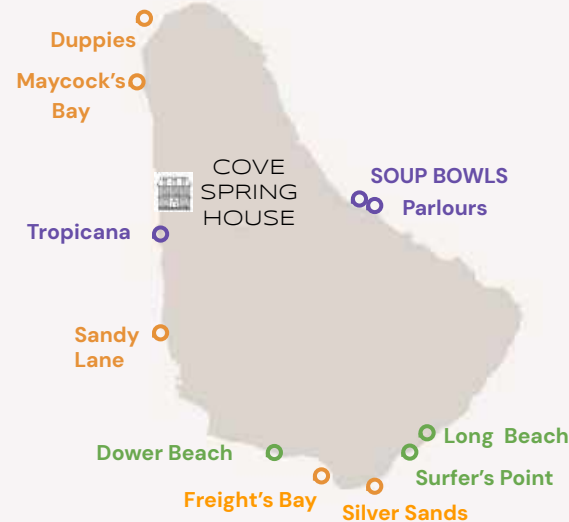 Duppies
Maycock's
Bay
COVE
SPRING
HOUSE
SOUP BOWLS
Parlours
Tropicana
Sandy
Lane
Long Beach
Dower Beach
Surfer's Point
Freight's Bay
Silver Sands